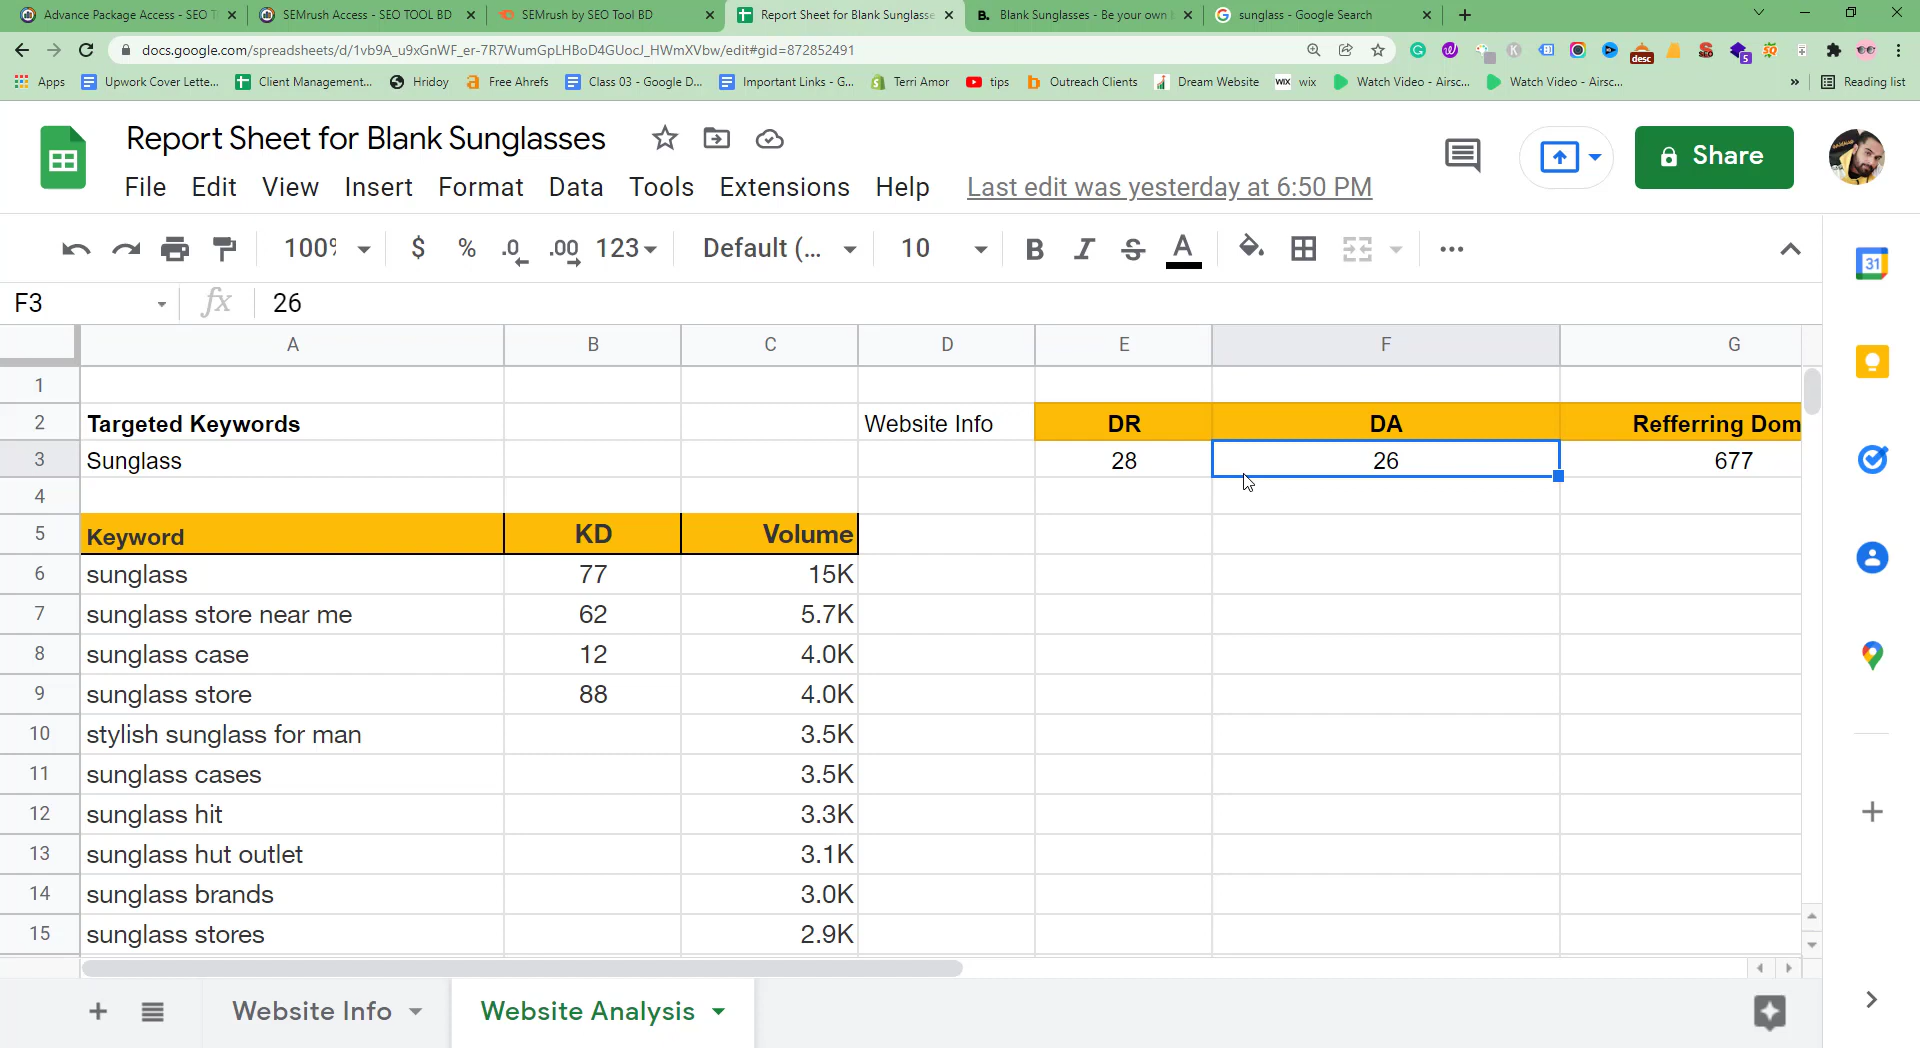 Advance Package Access - SEO T
SEMrush Access - SEO TOOL BD
SEMrush by SEO Tool BD
Report Sheet for Blank Sunglasse
Blank Sunglasses - Be your own
sunglass - Google Search
docs.google.com/spreadsheets/d/1vb9A_u9xGnWF_er-7R7WumGpLHBoD4GUocJ_HWmXVbw/edit#gid=872852491
Apps
Upwork Cover Lette...
Client Management...
Hridoy
Free Ahrefs
Class 03 - Google D...
Important Links - G...
Terri Amor
tips
Outreach Clients
Dream Website
wix
Watch Video - Airsc...
Watch Video - Airsc...
»
Reading list
Report Sheet for Blank Sunglasses
Share
File Edit View Insert Format Data Tools Extensions Help Last edit was yesterday at 6:50 PM
100% $ % .0 .00 123 Default (... 10 B I S A
F3 fx 26
A B C D E F G
1
2 Targeted Keywords Website Info DR DA Refferring Dom
3 Sunglass 28 26 677
4
5 Keyword KD Volume
6 sunglass 77 15K
7 sunglass store near me 62 5.7K
8 sunglass case 12 4.0K
9 sunglass store 88 4.0K
10 stylish sunglass for man 3.5K
11 sunglass cases 3.5K
12 sunglass hit 3.3K
13 sunglass hut outlet 3.1K
14 sunglass brands 3.0K
15 sunglass stores 2.9K
Website Info
Website Analysis
31
desc
5